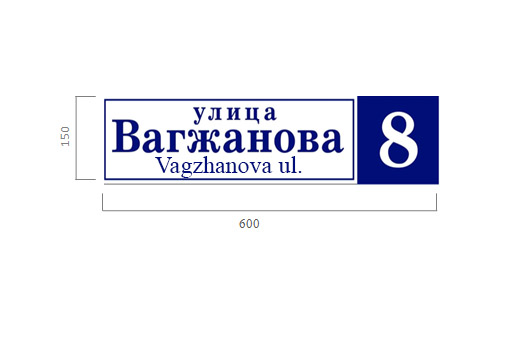 улица
Вагжанова
Vagzhanova ul.
8
150
600